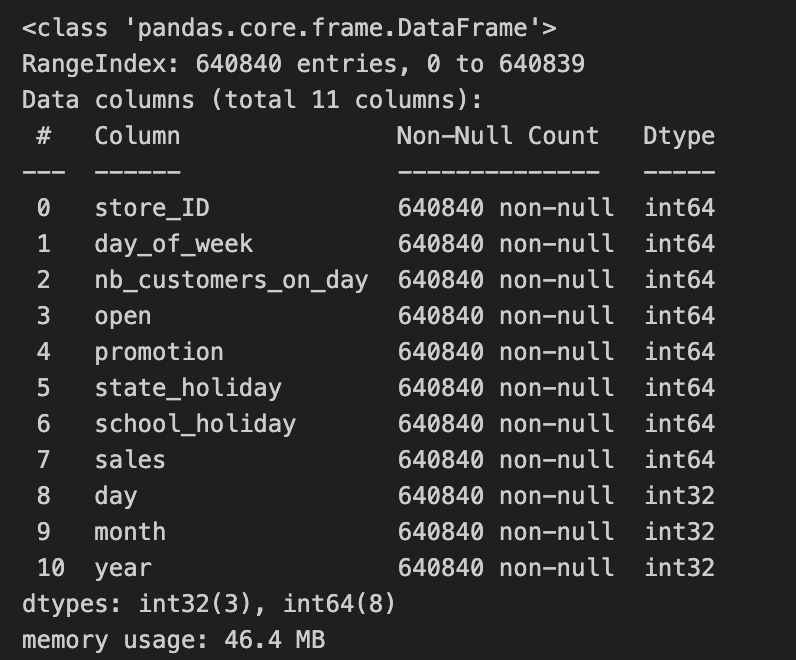 <class 'pandas.core.frame.DataFrame'>
RangeIndex: 640840 entries, 0 to 640839
Data columns (total 11 columns):
 #   Column               Non-Null Count   Dtype
---  ------               --------------   -----
 0   store_ID             640840 non-null  int64
 1   day_of_week          640840 non-null  int64
 2   nb_customers_on_day  640840 non-null  int64
 3   open                 640840 non-null  int64
 4   promotion            640840 non-null  int64
 5   state_holiday        640840 non-null  int64
 6   school_holiday       640840 non-null  int64
 7   sales                640840 non-null  int64
 8   day                  640840 non-null  int32
 9   month                640840 non-null  int32
 10  year                 640840 non-null  int32
dtypes: int32(3), int64(8)
memory usage: 46.4 MB